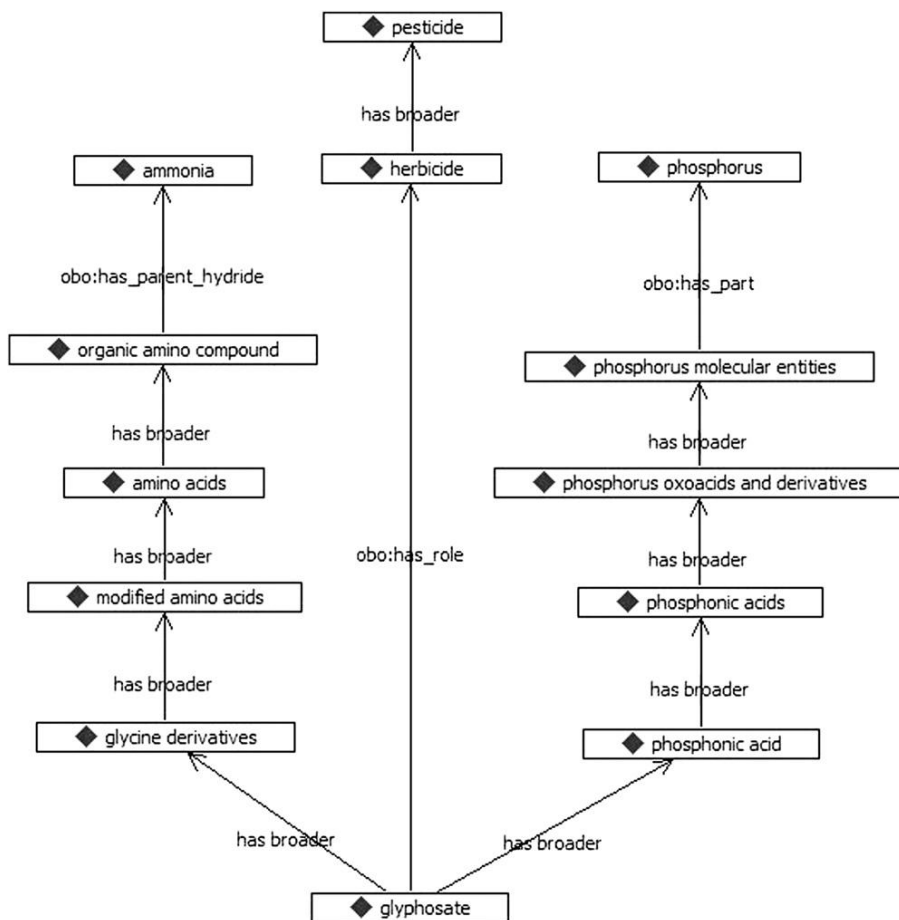 pesticide
has broader
ammonia
herbicide
phosphorus
obo:has_parent_hydride
obo:has_part
organic amino compound
phosphorus molecular entities
has broader
has broader
amino acids
phosphorus oxoacids and derivatives
has broader
obo:has_role
has broader
modified amino acids
phosphonic acids
has broader
has broader
glycine derivatives
phosphonic acid
has broader
has broader
glyphosate